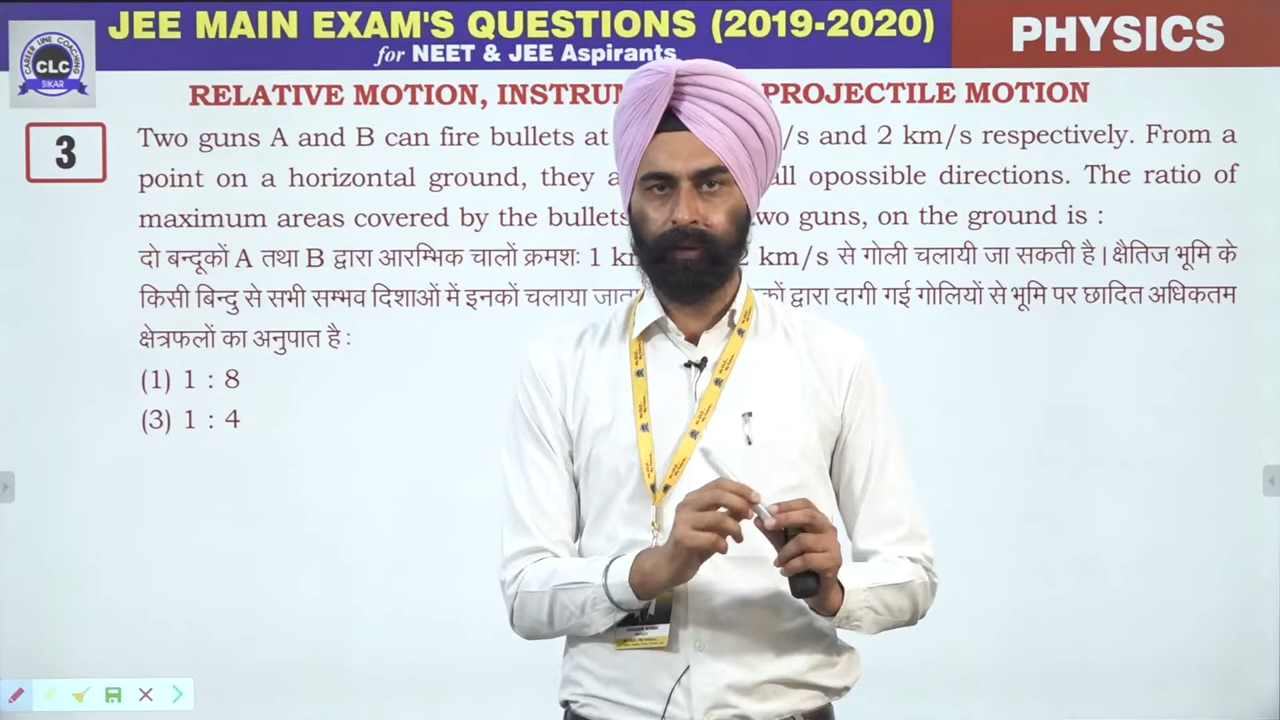 JEE MAIN EXAM'S QUESTIONS (2019-2020)
for NEET & JEE Aspirants
PHYSICS
CAREER LINE COACHING
CLC
SIKAR
RELATIVE MOTION, PROJECTILE MOTION
3
Two guns A and B can fire bullets at /s and 2 km/s respectively. From a
point on a horizontal ground, they all opossible directions. The ratio of
maximum areas covered by the bullets two guns, on the ground is :
दो बन्दूकों A तथा B द्वारा आरम्भिक चालों क्रमशः 1 km/s से गोली चलायी जा सकती है। क्षैतिज भूमि के
किसी बिन्दु से सभी सम्भव दिशाओं में इनकों चलाया द्वारा दागी गई गोलियों से भूमि पर छादित अधिकतम
क्षेत्रफलों का अनुपात है :
(1) 1 : 8
(3) 1 : 4